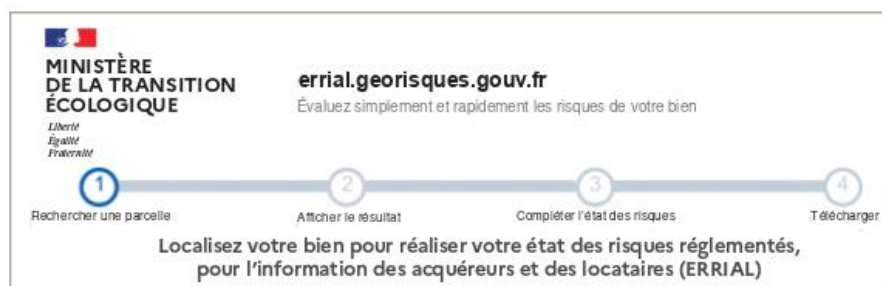 MINISTÈRE
DE LA TRANSITION
ÉCOLOGIQUE
Liberté
Égalité
Fraternité
errial.georisques.gouv.fr
Évaluez simplement et rapidement les risques de votre bien
1
2
3
4
Rechercher une parcelle
Afficher le résultat
Compléter l'état des risques
Télécharger
Localisez votre bien pour réaliser votre état des risques réglementés,
pour l'information des acquéreurs et des locataires (ERRIAL)